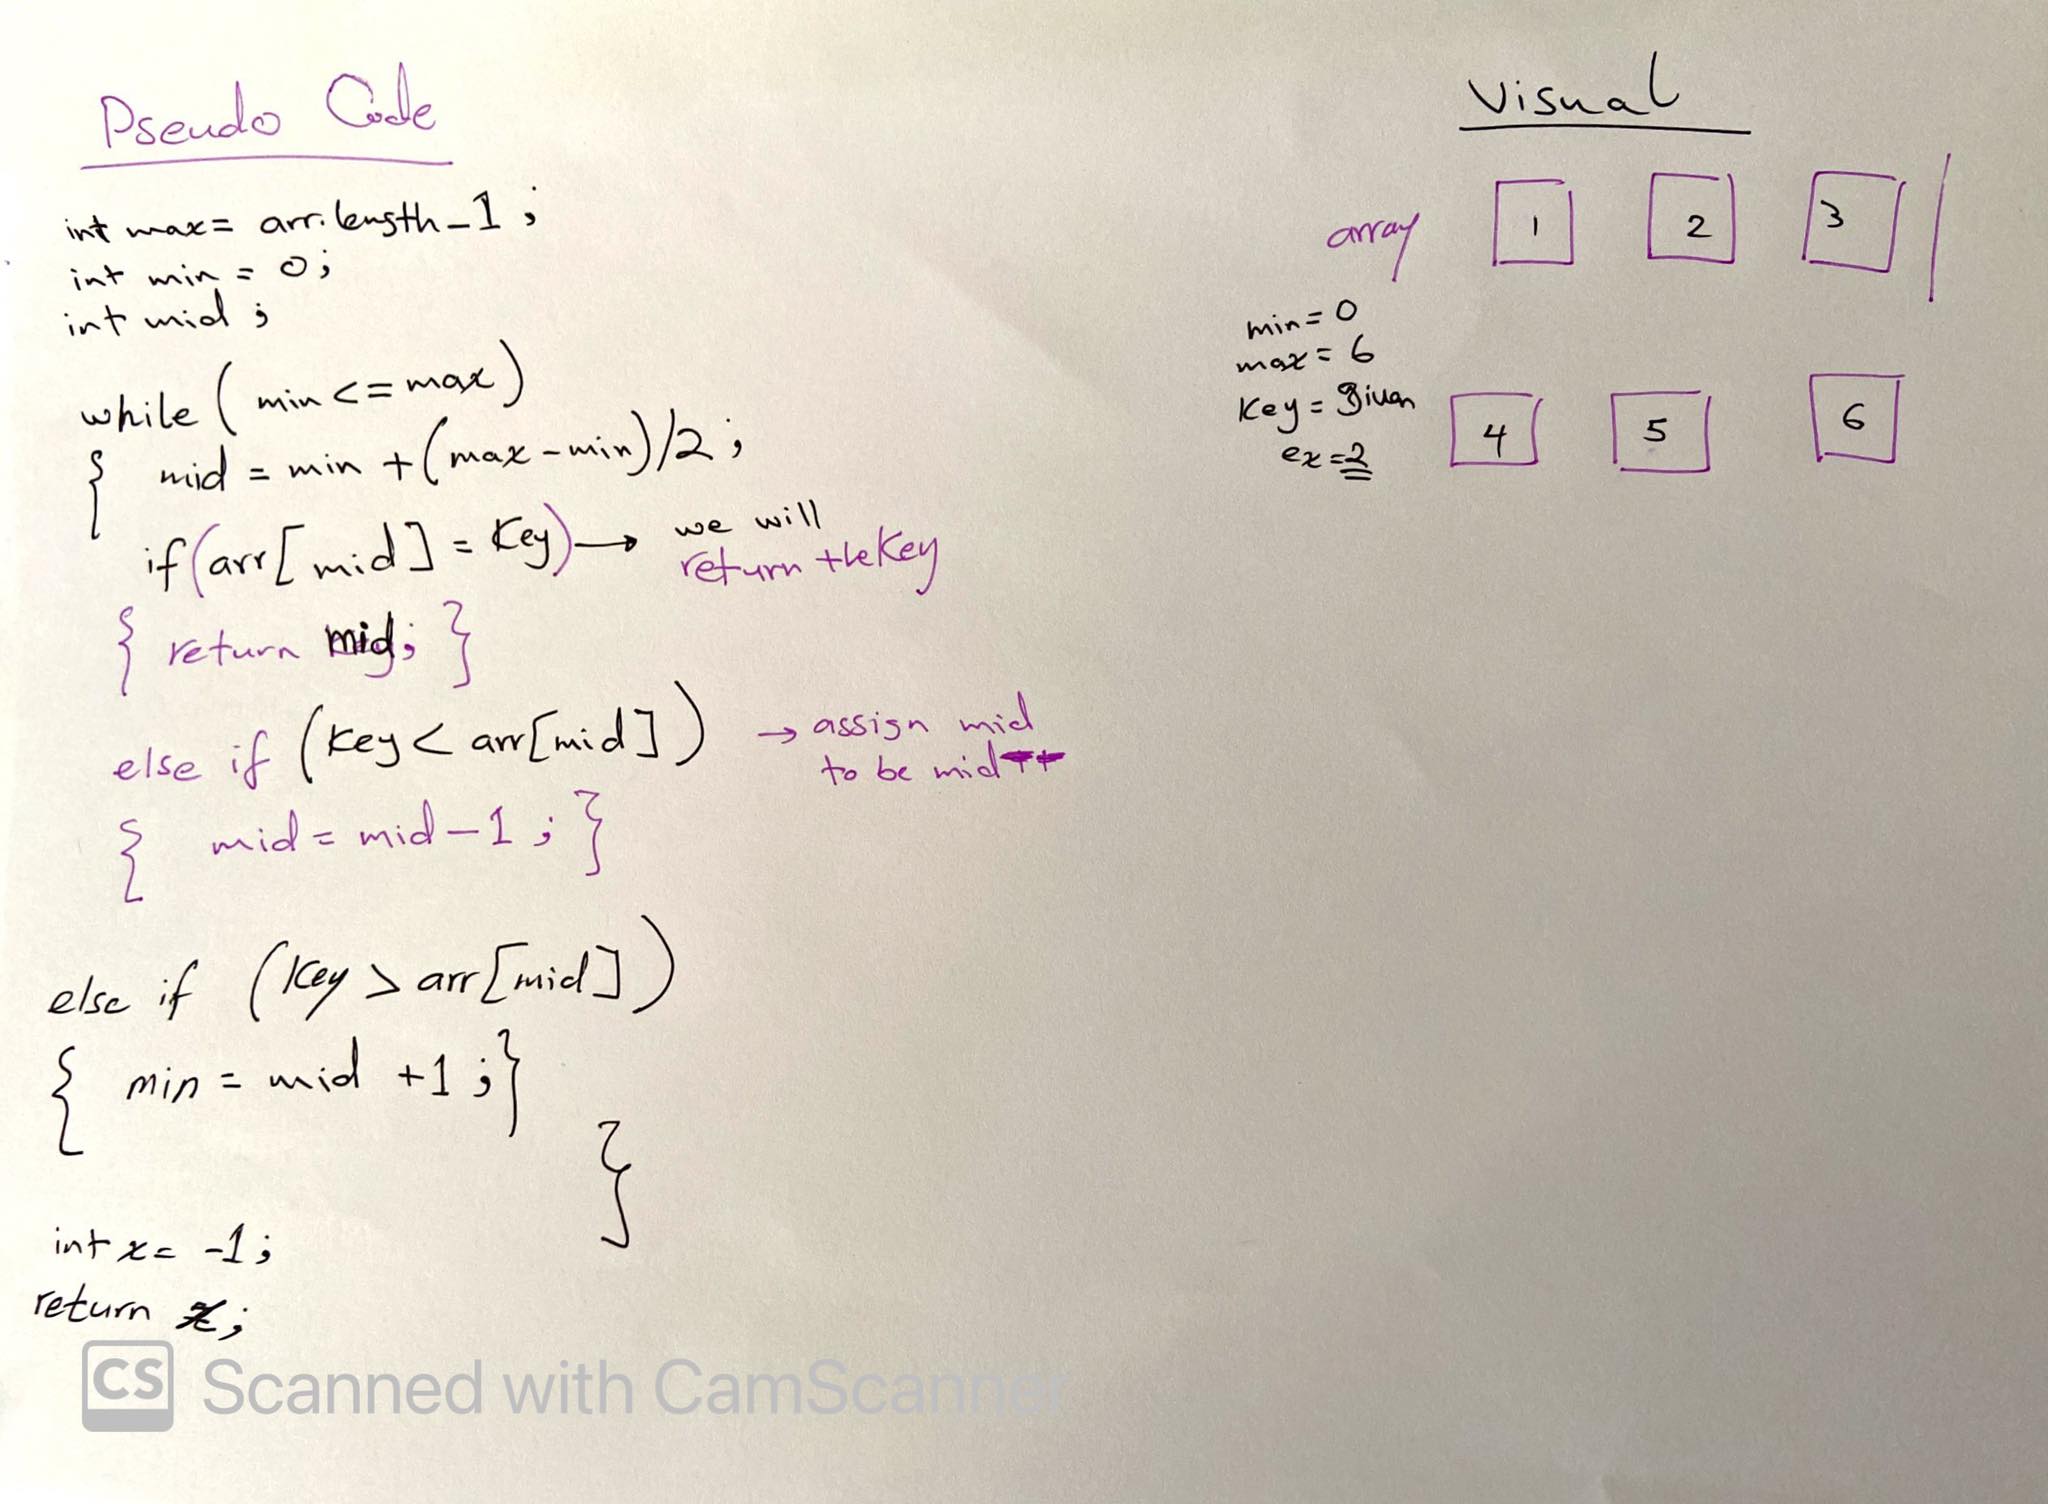 Pseudo Code
int max = arr.length-1;
int min = 0;
int mid;
while (min <= max)
{ mid = min + (max-min)/2;
if(arr[mid] = Key) → we will
return the Key
{ return mid; }
else if (Key < arr[mid]) → assign mid
to be mid
{ mid = mid-1; }
else if (Key > arr[mid])
{ min = mid +1; }
}
int x = -1;
return x;
Visual
array 1 2 3
min = 0
max = 6
Key = given
ex = 2
4 5 6
CS Scanned with CamScanner